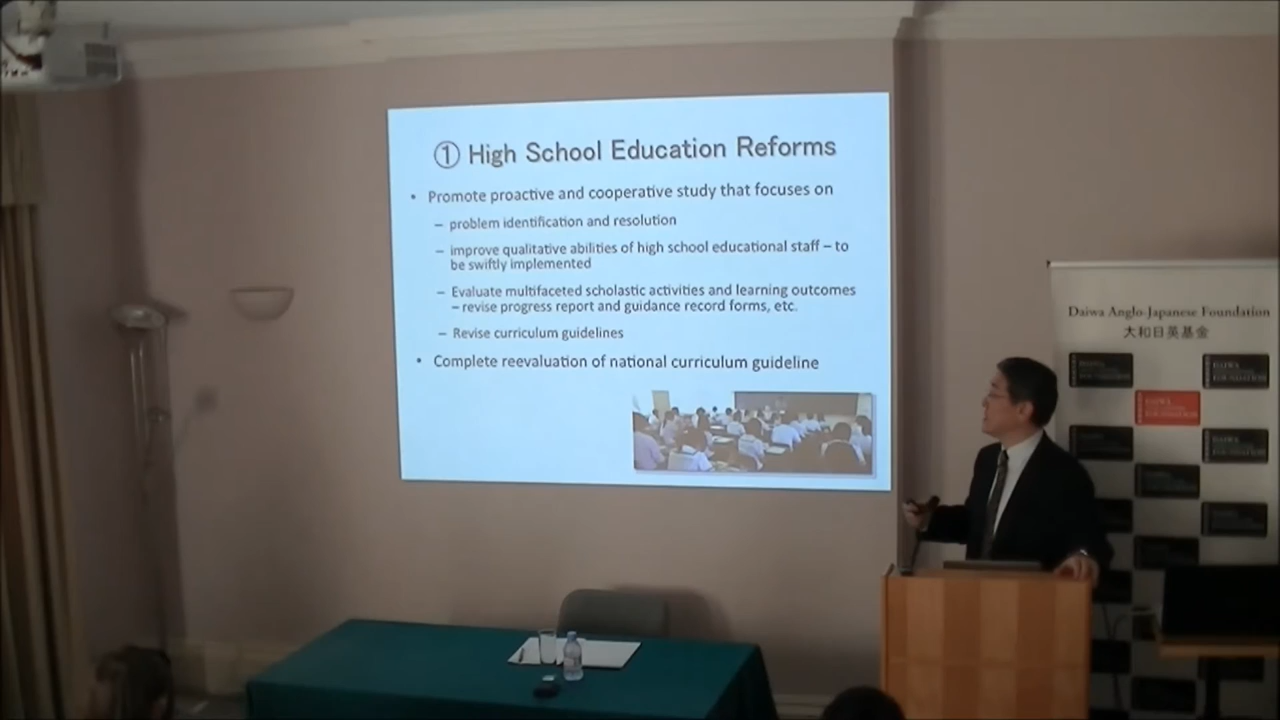 ① High School Education Reforms
• Promote proactive and cooperative study that focuses on
– problem identification and resolution
– improve qualitative abilities of high school educational staff – to
be swiftly implemented
– Evaluate multifaceted scholastic activities and learning outcomes
– revise progress report and guidance record forms, etc.
– Revise curriculum guidelines
• Complete reevaluation of national curriculum guideline
Daiwa Anglo-Japanese Foundation
大和日英基金